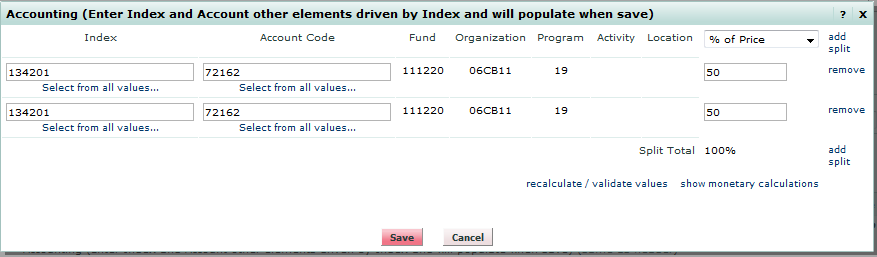 Accounting (Enter Index and Account other elements driven by Index and will populate when save) ? X
Index Account Code Fund Organization Program Activity Location % of Price add split
134201 72162 111220 06CB11 19 50 remove
Select from all values... Select from all values...
134201 72162 111220 06CB11 19 50 remove
Select from all values... Select from all values...
Split Total 100% add split
recalculate / validate values show monetary calculations
Save Cancel